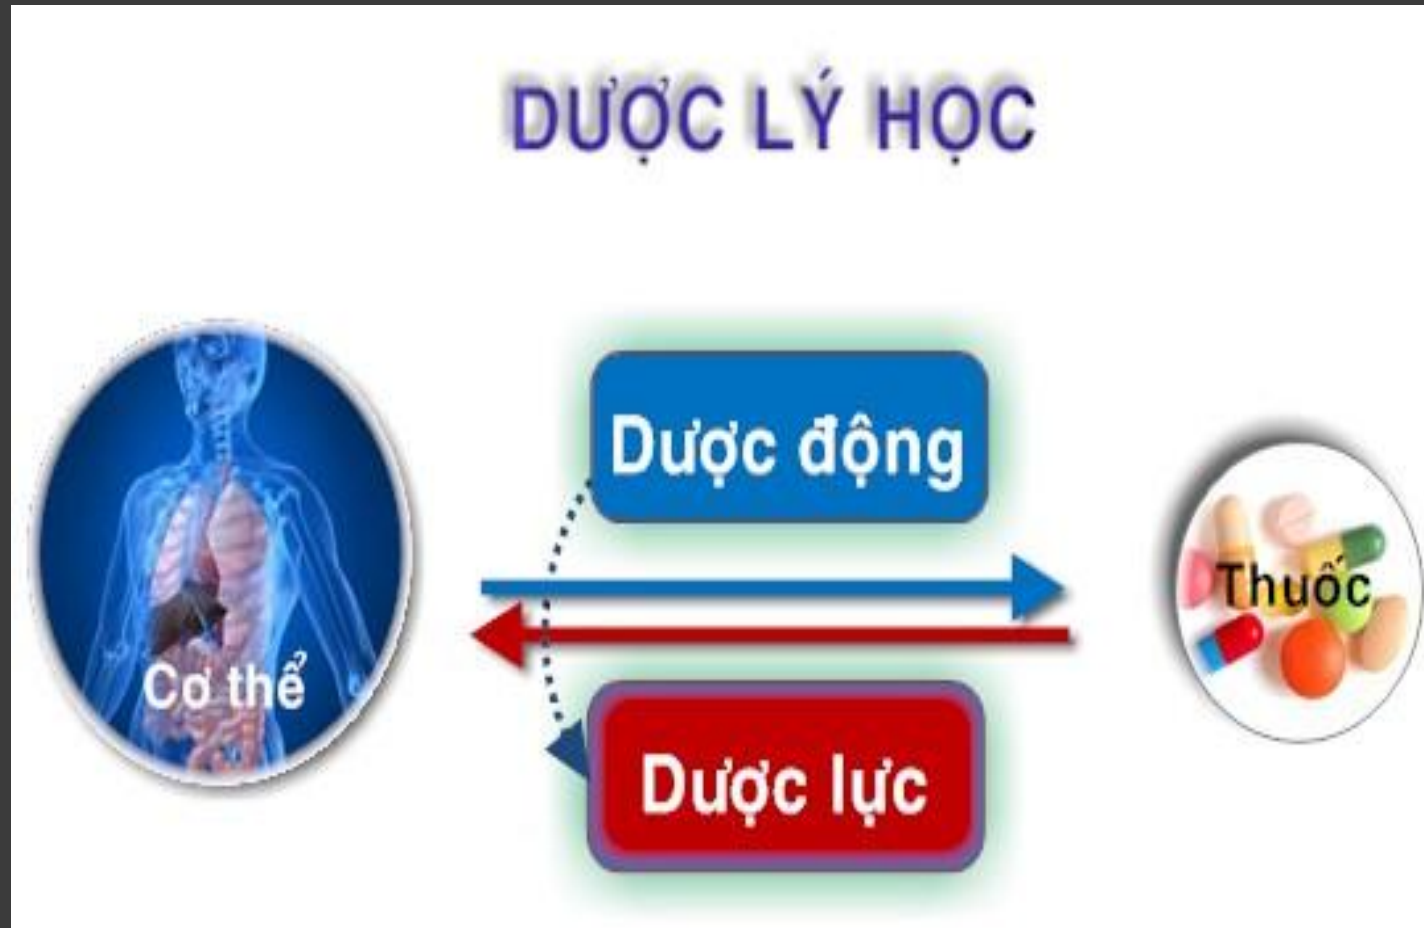 DƯỢC LÝ HỌC
Dược động
Cơ thể
Thuốc
Dược lực